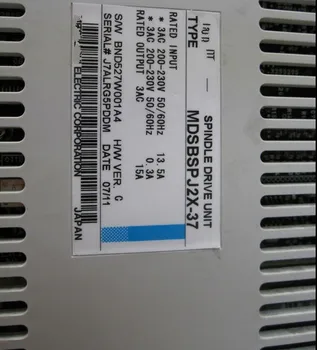 SPINDLE DRIVE UNIT
TYPE MDSBSPJ2X-37
RATED INPUT
* 3AC 200-230V 50/60Hz 13.5A
* 3AC 200-230V 50/60Hz 0.3A
RATED OUTPUT 3AC 15A
S/W BND527W001A4 H/W VER. C
SERIAL# J7ALRG5PD0M DATE 07/11
ELECTRIC CORPORATION JAPAN